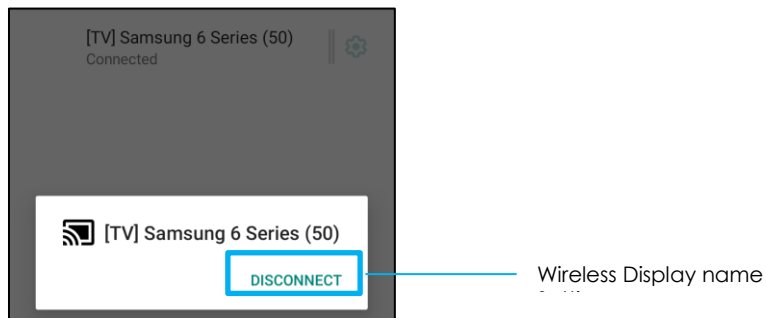 [TV] Samsung 6 Series (50)
Connected
[TV] Samsung 6 Series (50)
DISCONNECT
Wireless Display name